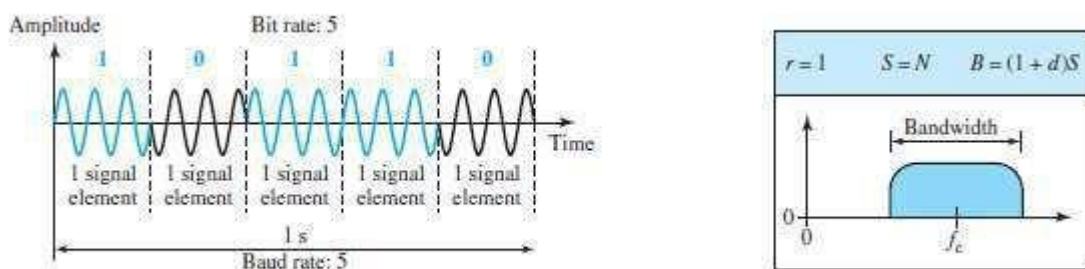 Amplitude
Bit rate: 5
1 0 1 1 0
Time
1 signal element
1 signal element
1 signal element
1 signal element
1 signal element
1 s
Baud rate: 5
r = 1 S = N B = (1 + d)S
Bandwidth
0
0
f_c